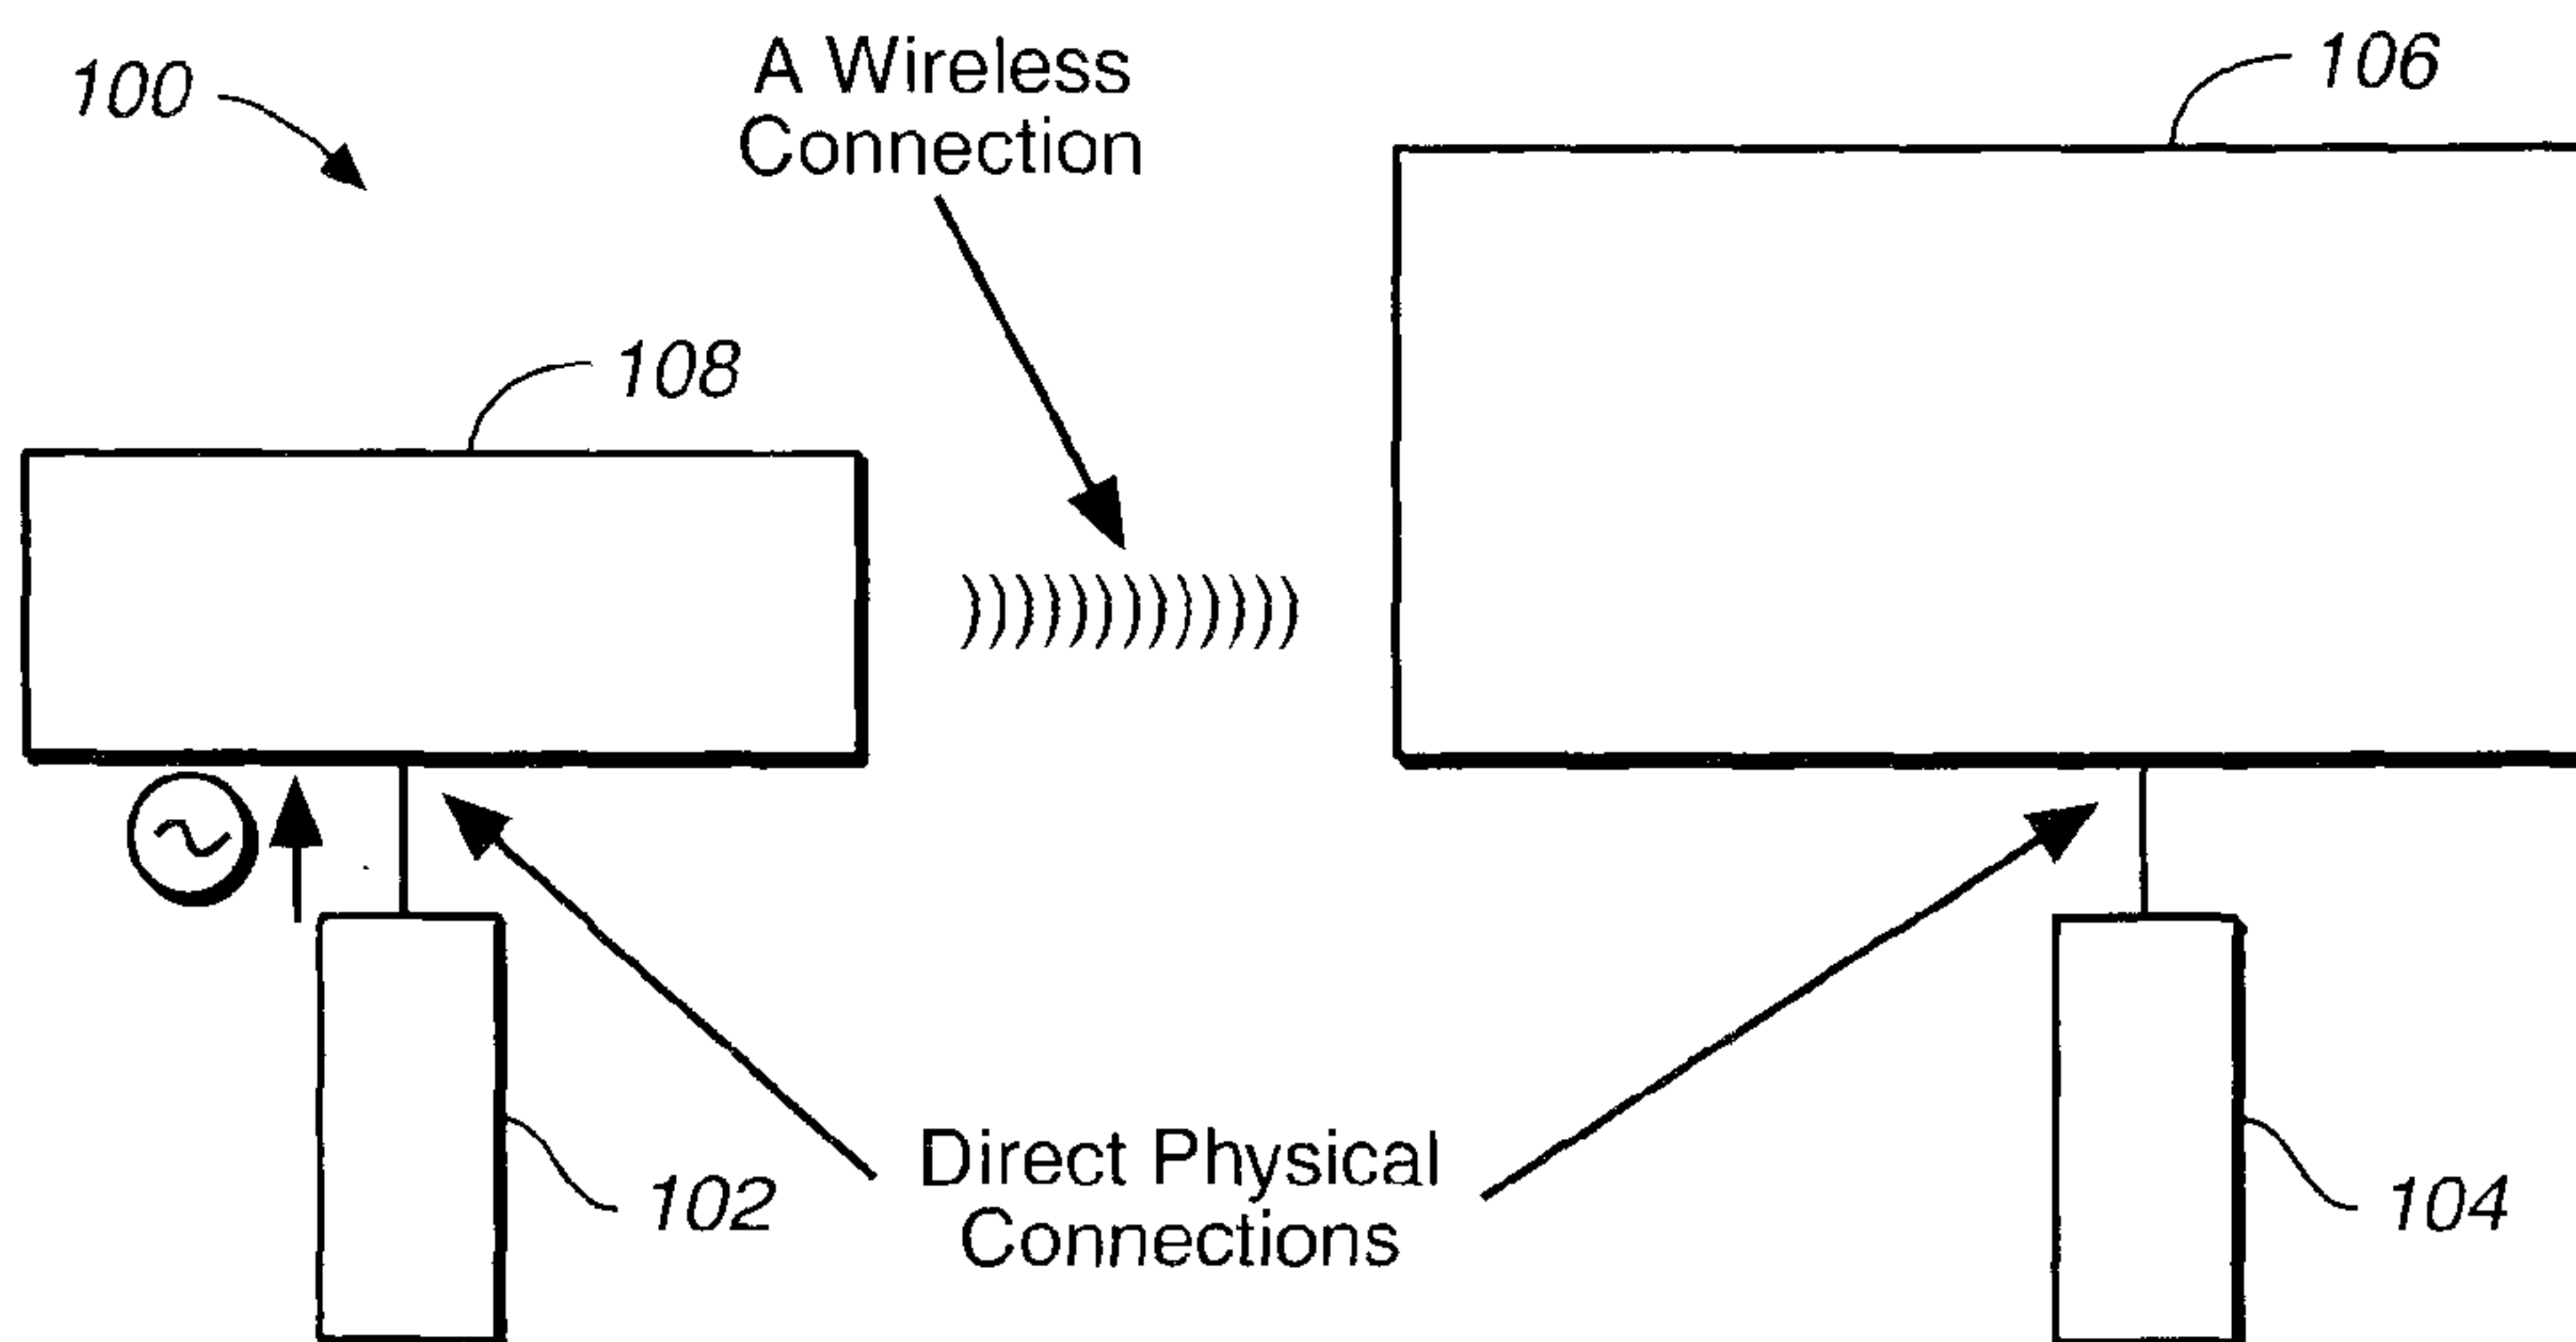 100
A Wireless
Connection
106
108
102
Direct Physical
Connections
104